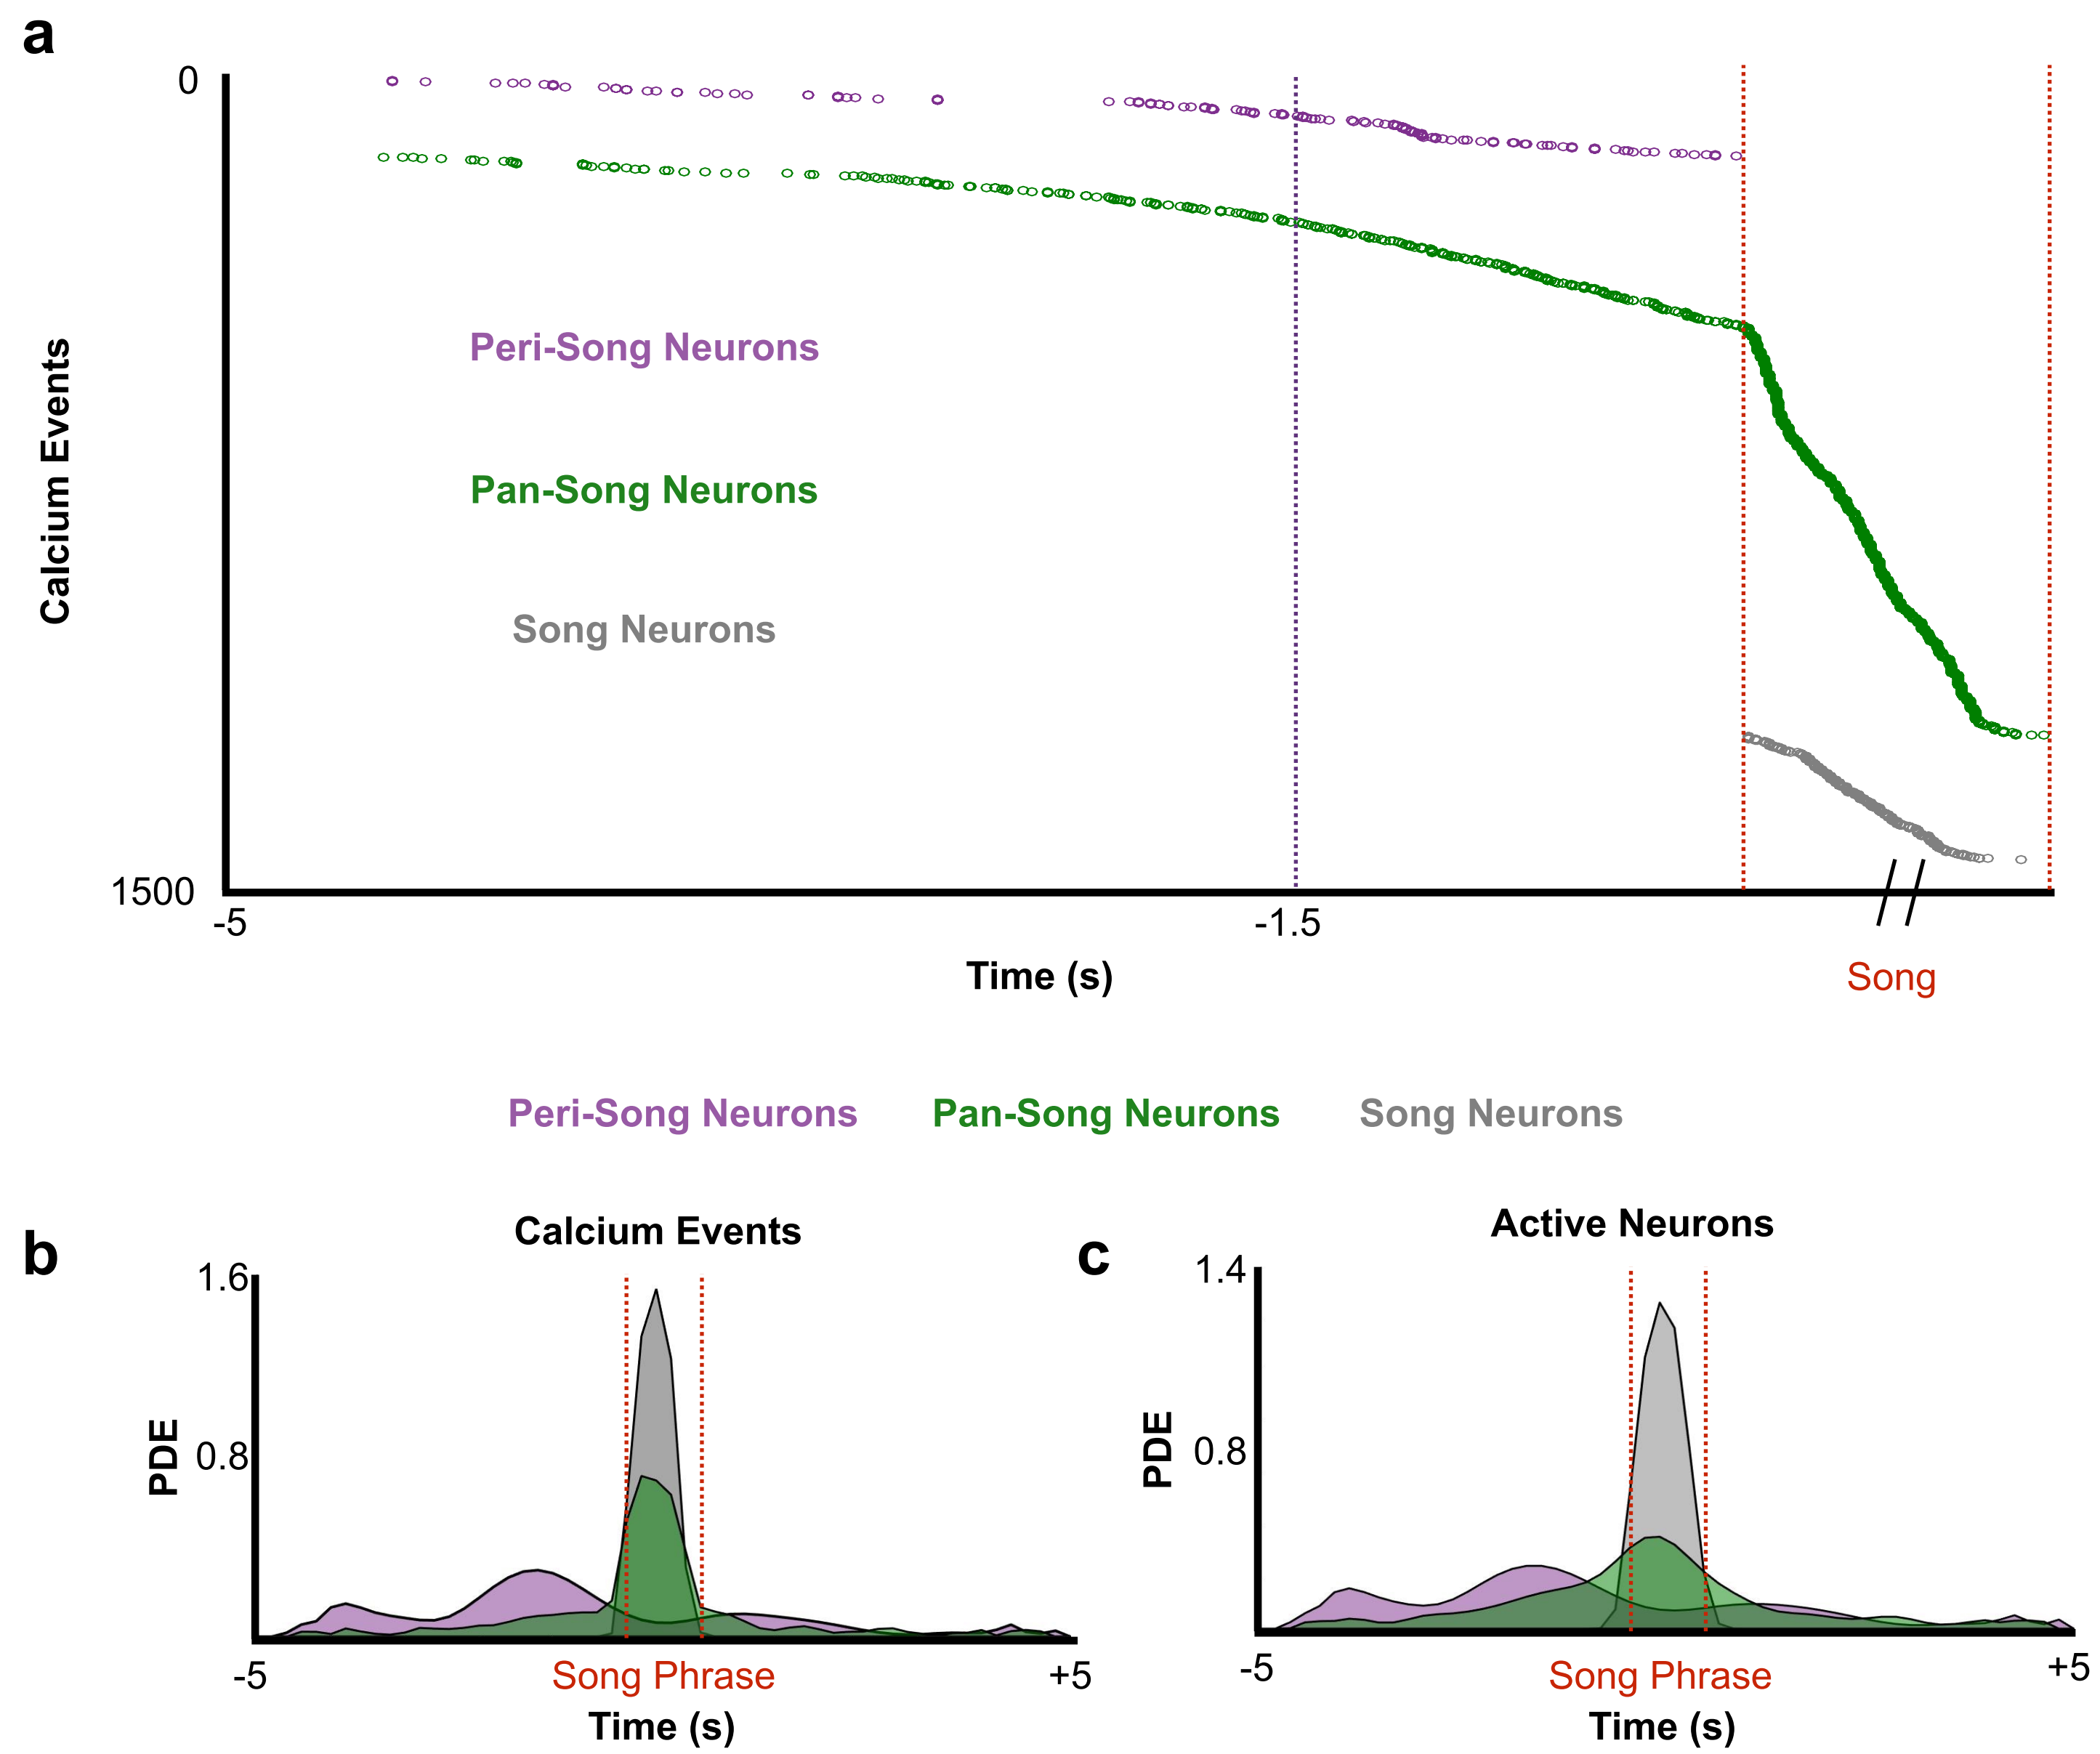 a
0
Calcium Events
Peri-Song Neurons
Pan-Song Neurons
Song Neurons
1500
-5
-1.5
Time (s)
Song
Peri-Song Neurons Pan-Song Neurons Song Neurons
b
Calcium Events
1.6
0.8
PDE
-5
Song Phrase
+5
Time (s)
c
Active Neurons
1.4
0.8
PDE
-5
Song Phrase
+5
Time (s)